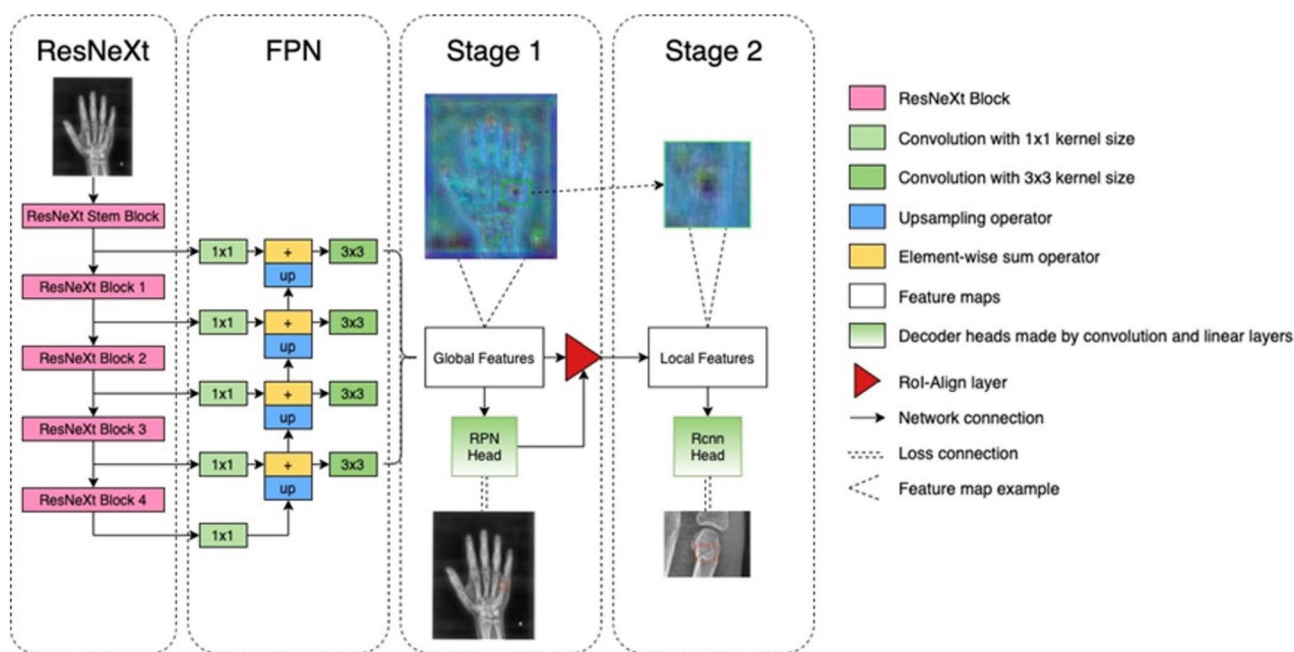 ResNeXt
FPN
Stage 1
Stage 2
ResNeXt Stem Block
ResNeXt Block 1
ResNeXt Block 2
ResNeXt Block 3
ResNeXt Block 4
1x1
+
3x3
up
1x1
+
3x3
up
1x1
+
3x3
up
1x1
+
3x3
up
1x1
Global Features
RPN
Head
Local Features
Rcnn
Head
ResNeXt Block
Convolution with 1x1 kernel size
Convolution with 3x3 kernel size
Upsampling operator
Element-wise sum operator
Feature maps
Decoder heads made by convolution and linear layers
RoI-Align layer
Network connection
Loss connection
Feature map example